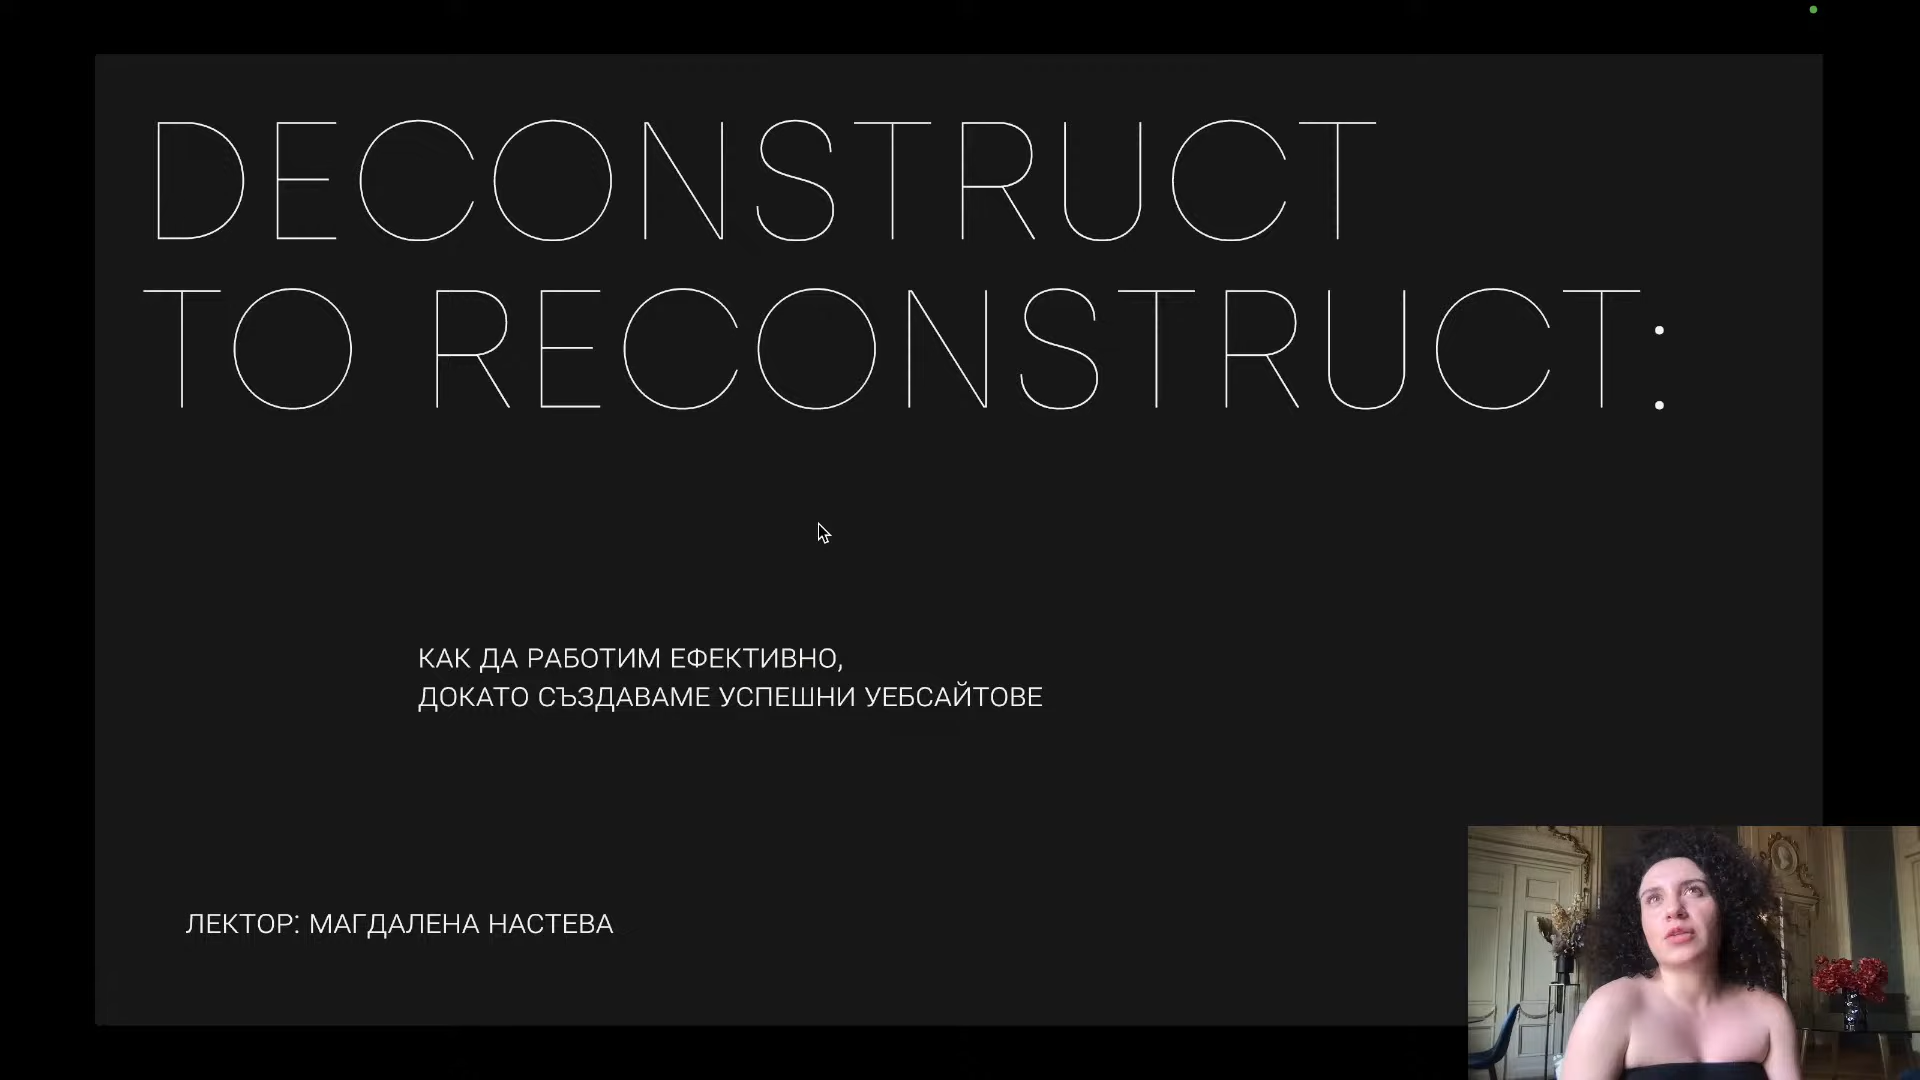 DECONSTRUCT
TO RECONSTRUCT:
КАК ДА РАБОТИМ ЕФЕКТИВНО,
ДОКАТО СЪЗДАВАМЕ УСПЕШНИ УЕБСАЙТОВЕ
ЛЕКТОР: МАГДАЛЕНА НАСТЕВА